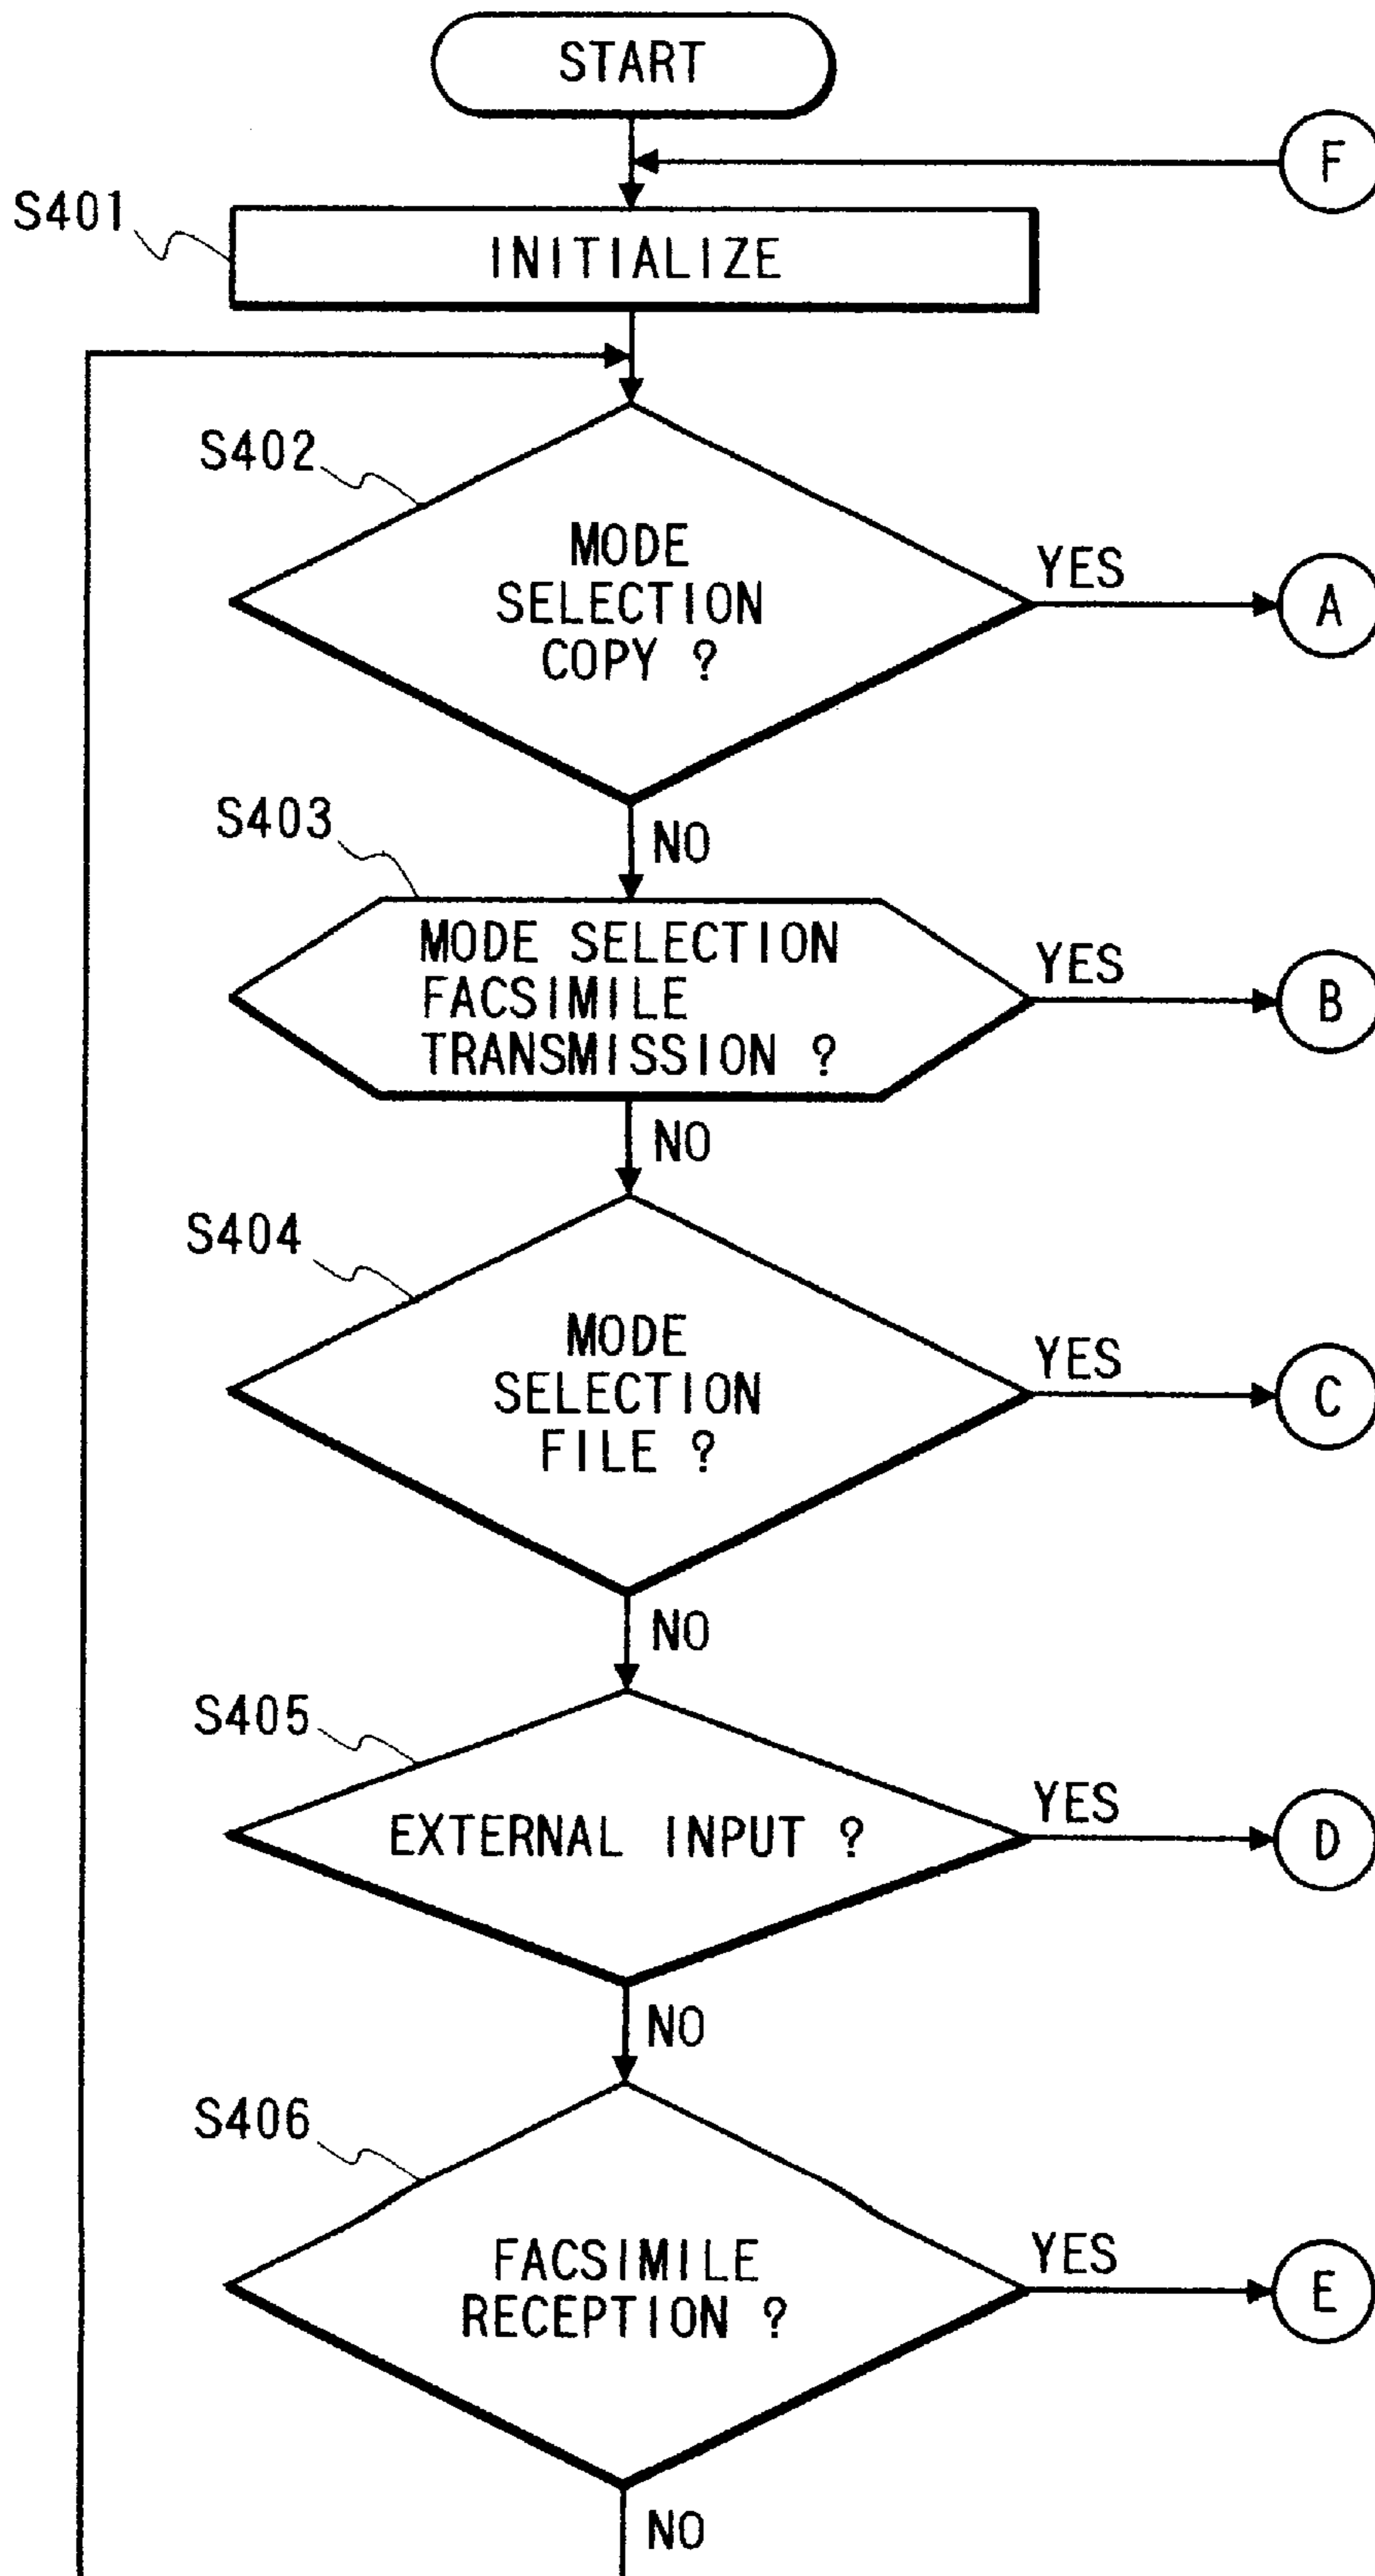 START
F
S401
INITIALIZE
S402
MODE
SELECTION
COPY ?
YES
A
NO
S403
MODE SELECTION
FACSIMILE
TRANSMISSION ?
YES
B
NO
S404
MODE
SELECTION
FILE ?
YES
C
NO
S405
EXTERNAL INPUT ?
YES
D
NO
S406
FACSIMILE
RECEPTION ?
YES
E
NO